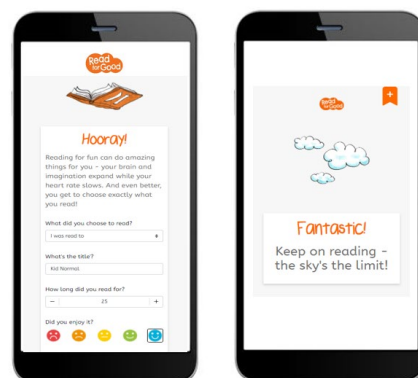 Read
for Good
Hooray!
Reading for fun can do amazing
things for you - your brain and
imagination expand while your
heart rate slows. And even better,
you get to choose exactly what
you read!
What did you choose to read?
I was read to
What's the title?
Kid Normal
How long did you read for?
- 25 +
Did you enjoy it?
+
Read
for Good
Fantastic!
Keep on reading -
the sky's the limit!